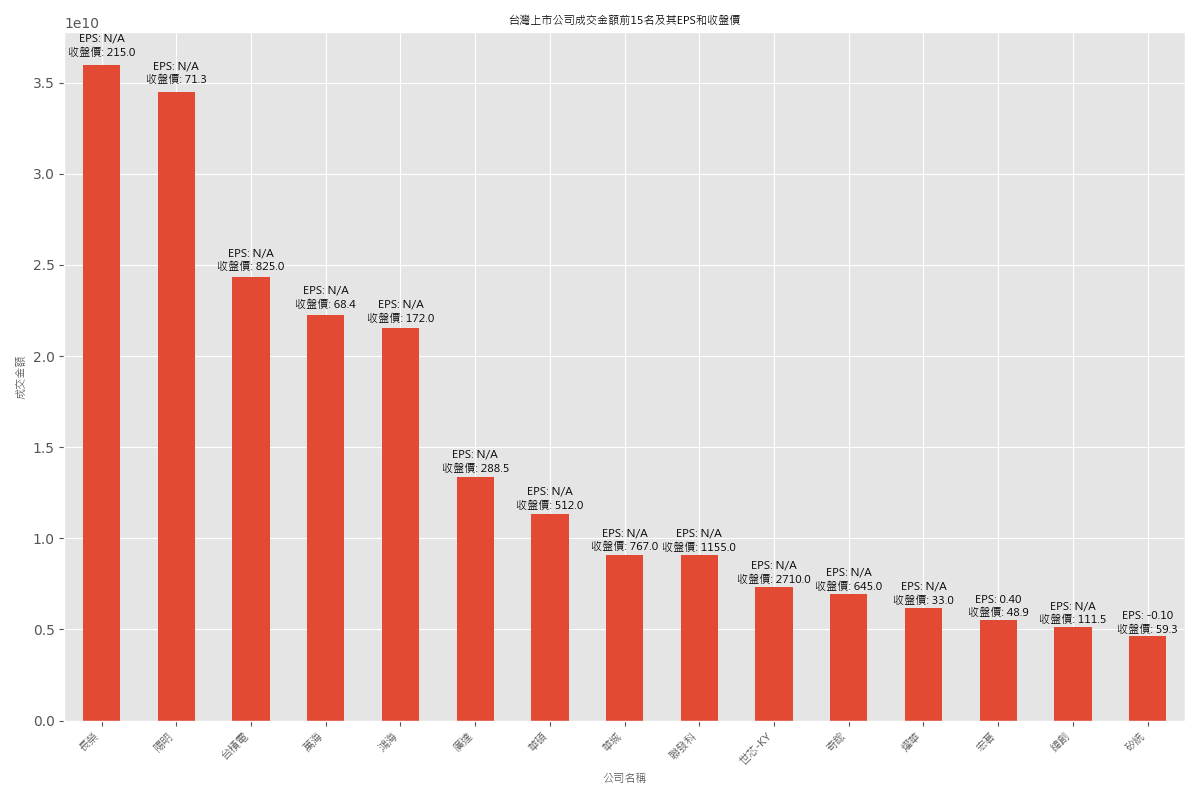 台灣上市公司成交金額前15名及其EPS和收盤價
1e10
3.5
3.0
2.5
2.0
1.5
1.0
0.5
0.0
成交金額
EPS: N/A
收盤價: 215.0
EPS: N/A
收盤價: 71.3
EPS: N/A
收盤價: 825.0
EPS: N/A
收盤價: 68.4
EPS: N/A
收盤價: 172.0
EPS: N/A
收盤價: 288.5
EPS: N/A
收盤價: 512.0
EPS: N/A
收盤價: 767.0
EPS: N/A
收盤價: 1155.0
EPS: N/A
收盤價: 2710.0
EPS: N/A
收盤價: 645.0
EPS: N/A
收盤價: 33.0
EPS: 0.40
收盤價: 48.9
EPS: N/A
收盤價: 111.5
EPS: -0.10
收盤價: 59.3
長榮
陽明
台積電
萬海
鴻海
廣達
華碩
華城
聯發科
世芯-KY
奇鋐
燿華
宏碁
緯創
矽統
公司名稱